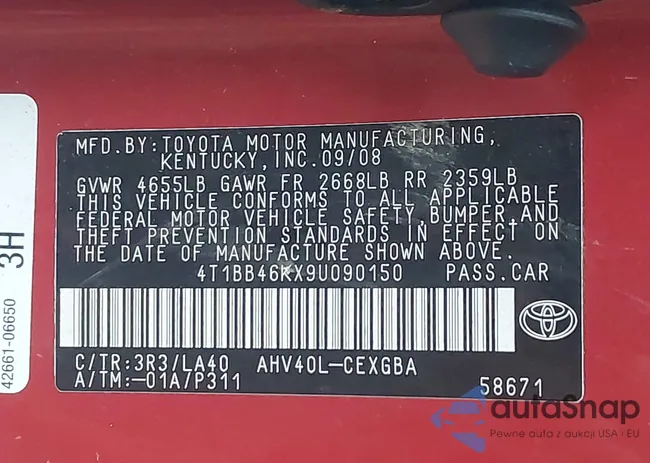 MFD. BY: TOYOTA MOTOR MANUFACTURING,
KENTUCKY, INC. 09/08
GVWR 4655LB GAWR FR 2668LB RR 2359LB
THIS VEHICLE CONFORMS TO ALL APPLICABLE
FEDERAL MOTOR VEHICLE SAFETY, BUMPER, AND
THEFT PREVENTION STANDARDS IN EFFECT ON
THE DATE OF MANUFACTURE SHOWN ABOVE.
4T1BB46KX9U090150 PASS. CAR
C/TR: 3R3/LA40 AHV40L-CEXGBA
A/TM: -01A/P311 58671
3H
42661-06650
autaSnap
Pewne auta z aukcji USA i EU